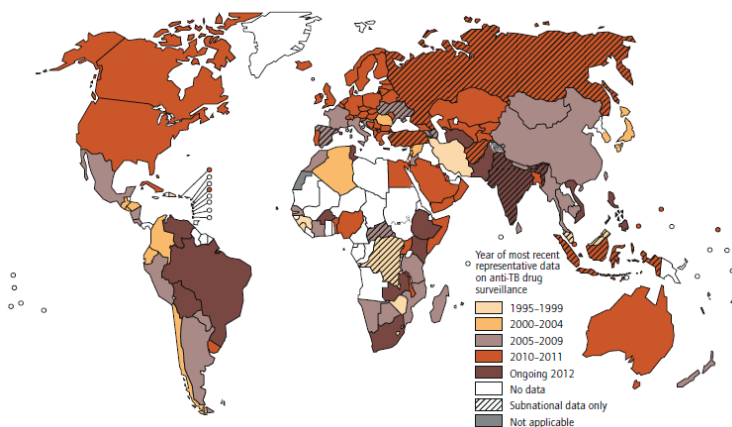 Year of most recent
representative data
on anti-TB drug
surveillance
1995–1999
2000–2004
2005–2009
2010–2011
Ongoing 2012
No data
Subnational data only
Not applicable